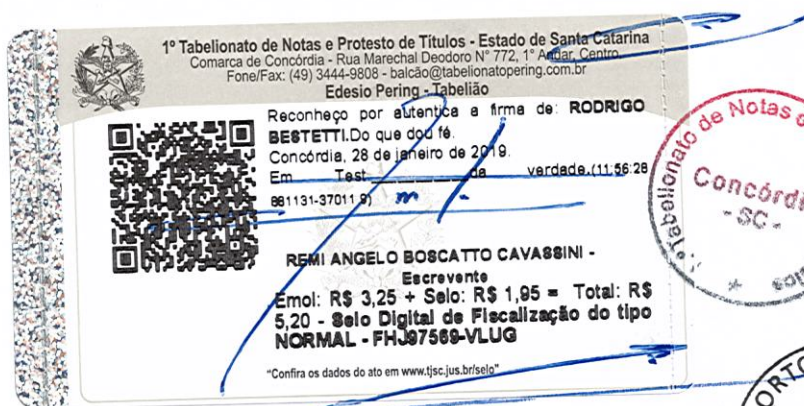 1º Tabelionato de Notas e Protesto de Títulos - Estado de Santa Catarina
Comarca de Concórdia - Rua Marechal Deodoro Nº 772, 1º Andar, Centro
Fone/Fax: (49) 3444-9808 - balcão@tabelionatopering.com.br
Edesio Pering - Tabelião
Reconheço por autentica a firma de: RODRIGO
BESTETTI.Do que dou fé.
Concórdia, 28 de janeiro de 2019.
Em Test. da verdade.(11:56:28
881131-37011 9)
REMI ANGELO BOSCATTO CAVASSINI -
Escrevente
Emol: R$ 3,25 + Selo: R$ 1,95 = Total: R$
5,20 - Selo Digital de Fiscalização do tipo
NORMAL - FHJ97569-VLUG
"Confira os dados do ato em www.tjsc.jus.br/selo"
Tabelionato de Notas
Concórdi
- SC -